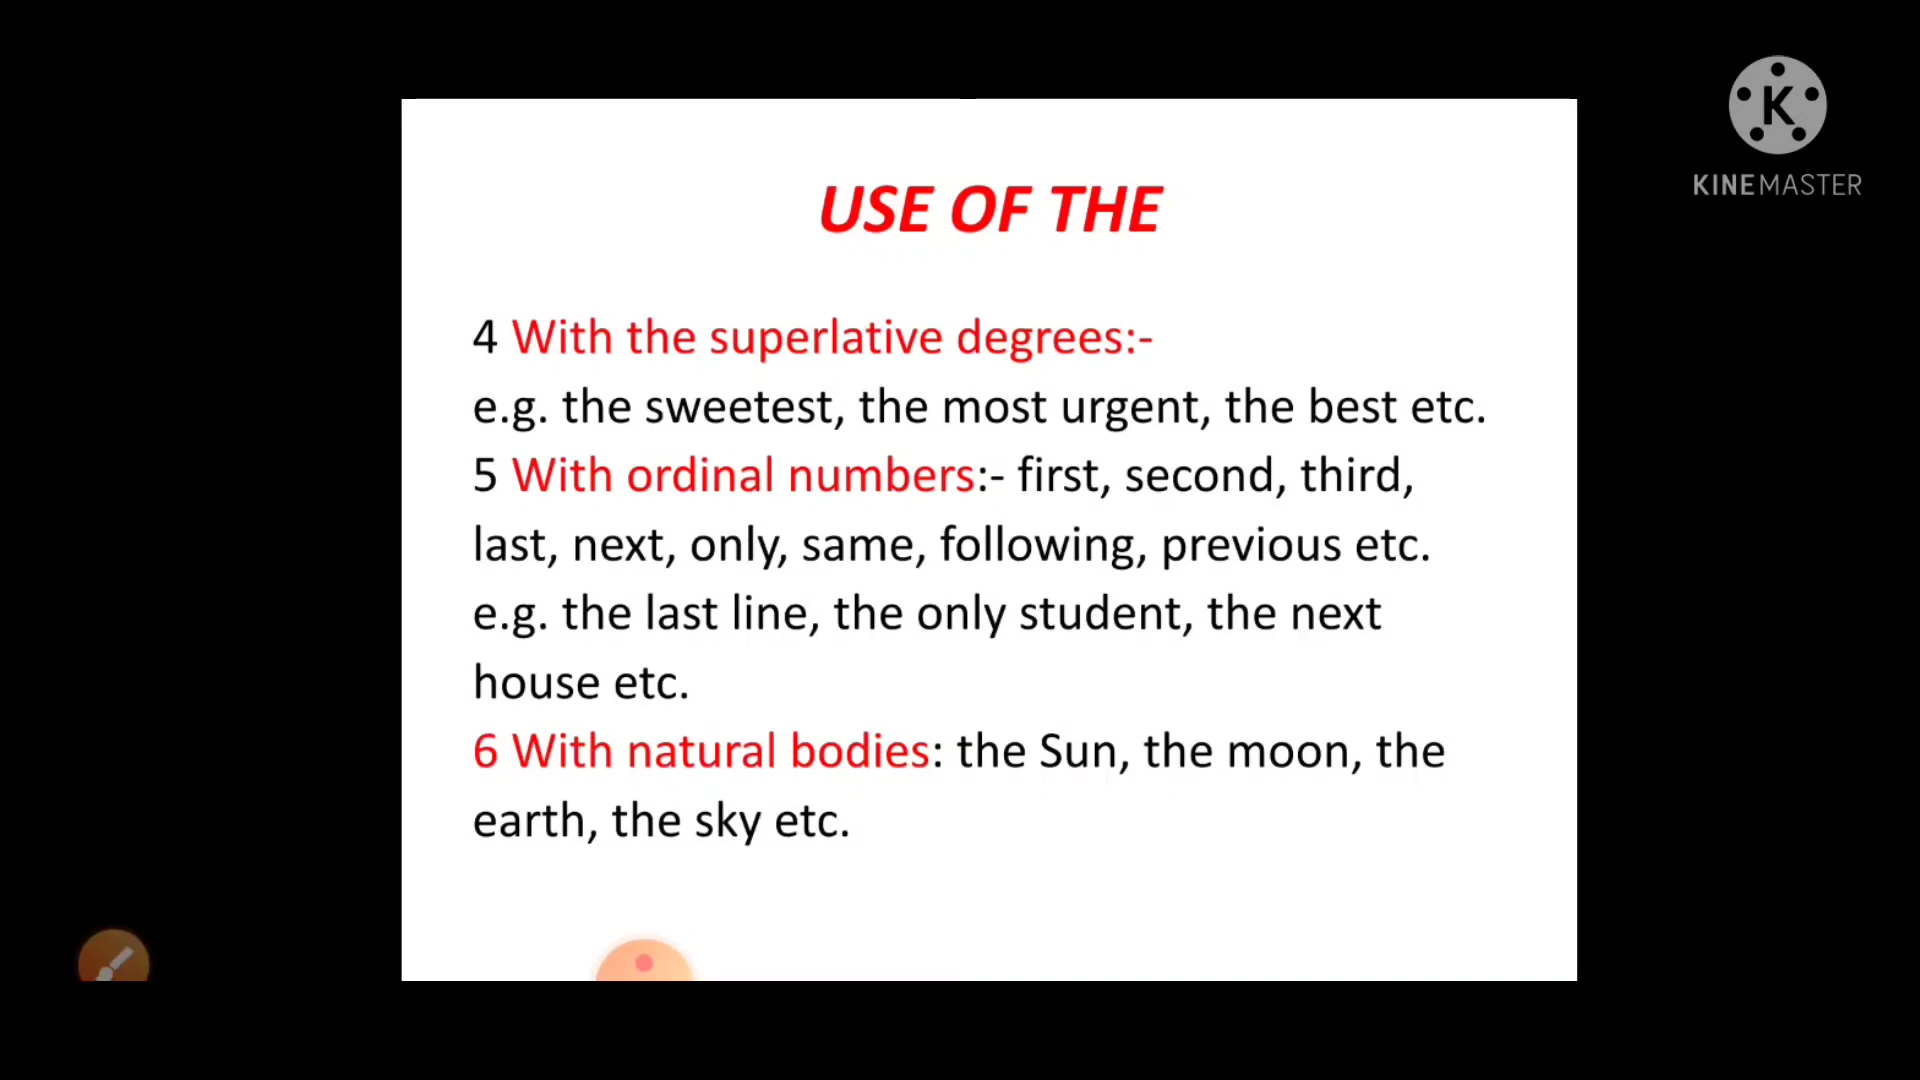 K
KINEMASTER
USE OF THE
4 With the superlative degrees:-
e.g. the sweetest, the most urgent, the best etc.
5 With ordinal numbers:- first, second, third,
last, next, only, same, following, previous etc.
e.g. the last line, the only student, the next
house etc.
6 With natural bodies: the Sun, the moon, the
earth, the sky etc.